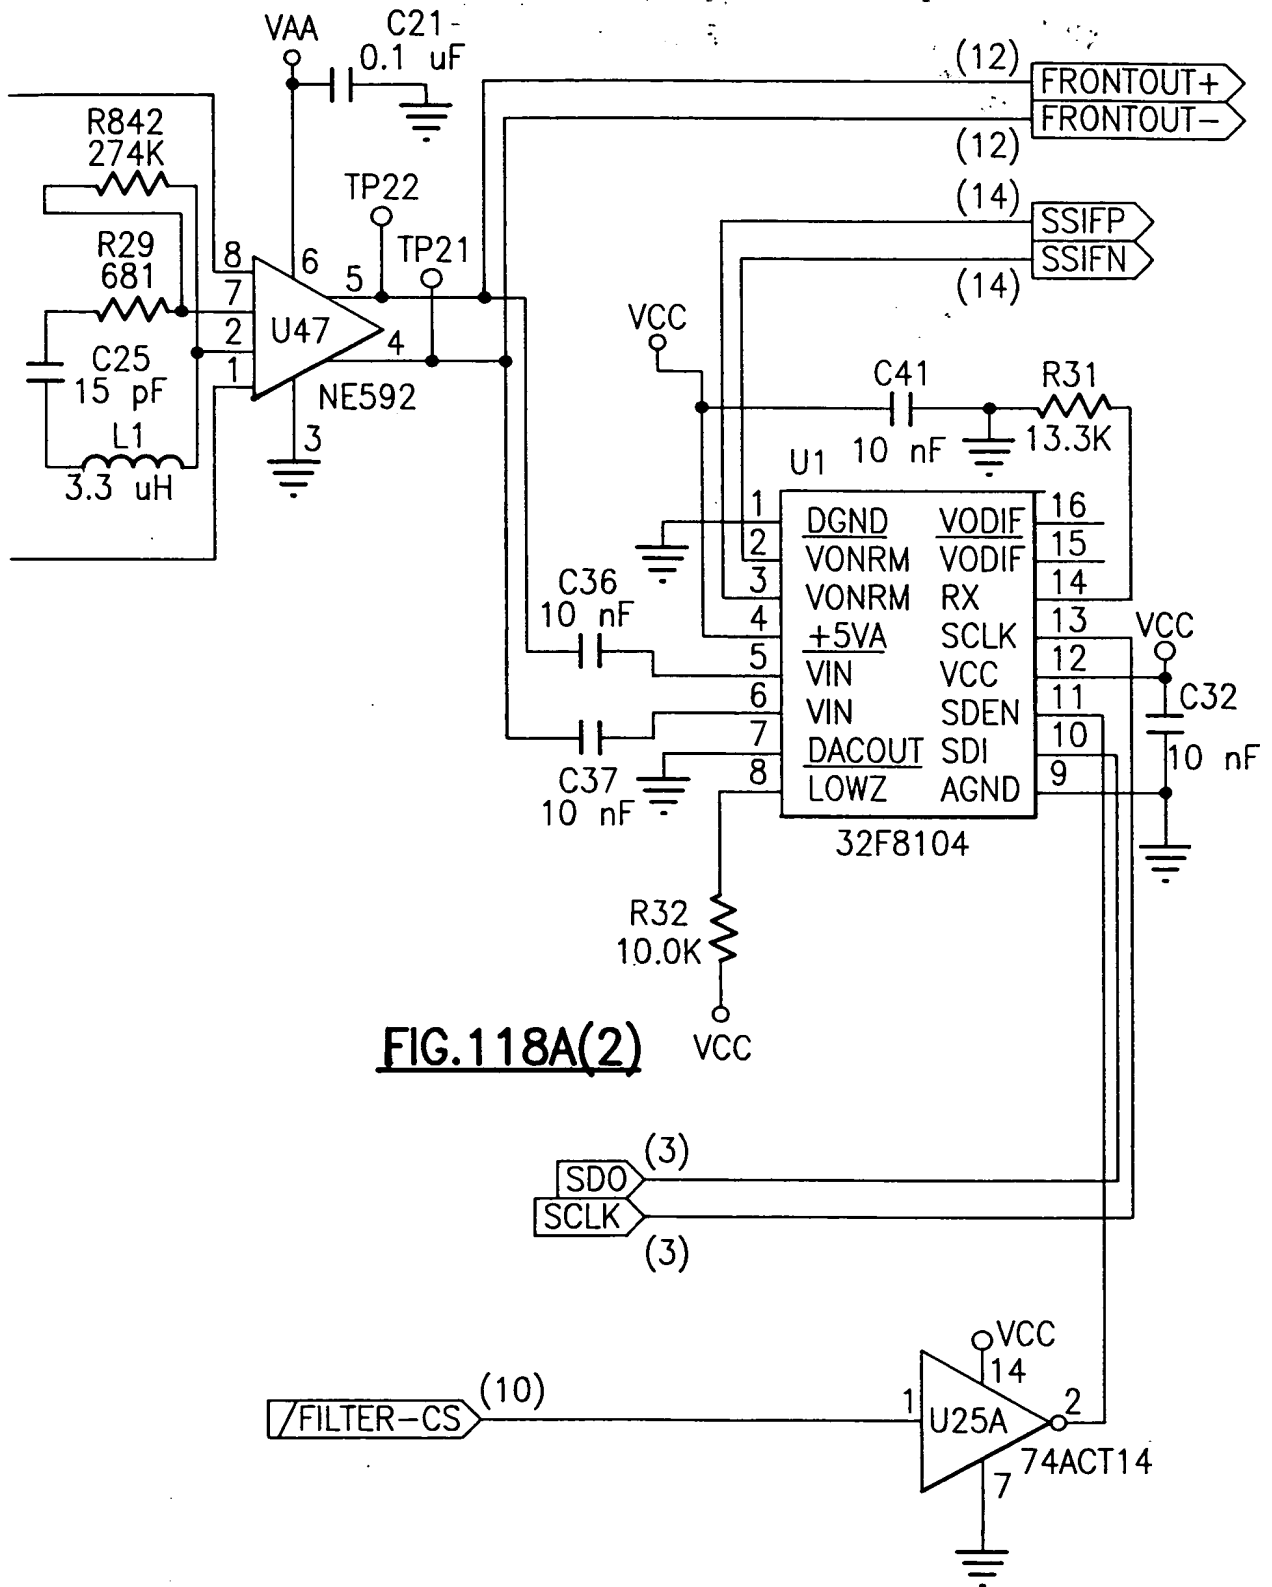 VAA
C21
0.1 uF
(12)
FRONTOUT+
FRONTOUT-
(12)
R842
274K
TP22
(14)
SSIFP
SSIFN
(14)
TP21
R29
681
8
7
2
1
6
5
4
3
U47
NE592
C25
15 pF
L1
3.3 uH
VCC
C41
10 nF
R31
13.3K
U1
1
2
3
4
5
6
7
8
DGND
VONRM
VONRM
+5VA
VIN
VIN
DACOUT
LOWZ
VODIF
VODIF
RX
SCLK
VCC
SDEN
SDI
AGND
16
15
14
13
12
11
10
9
32F8104
C36
10 nF
C37
10 nF
VCC
C32
10 nF
R32
10.0K
VCC
FIG.118A(2)
(3)
SDO
SCLK
(3)
/FILTER-CS
(10)
VCC
14
1
U25A
2
74ACT14
7